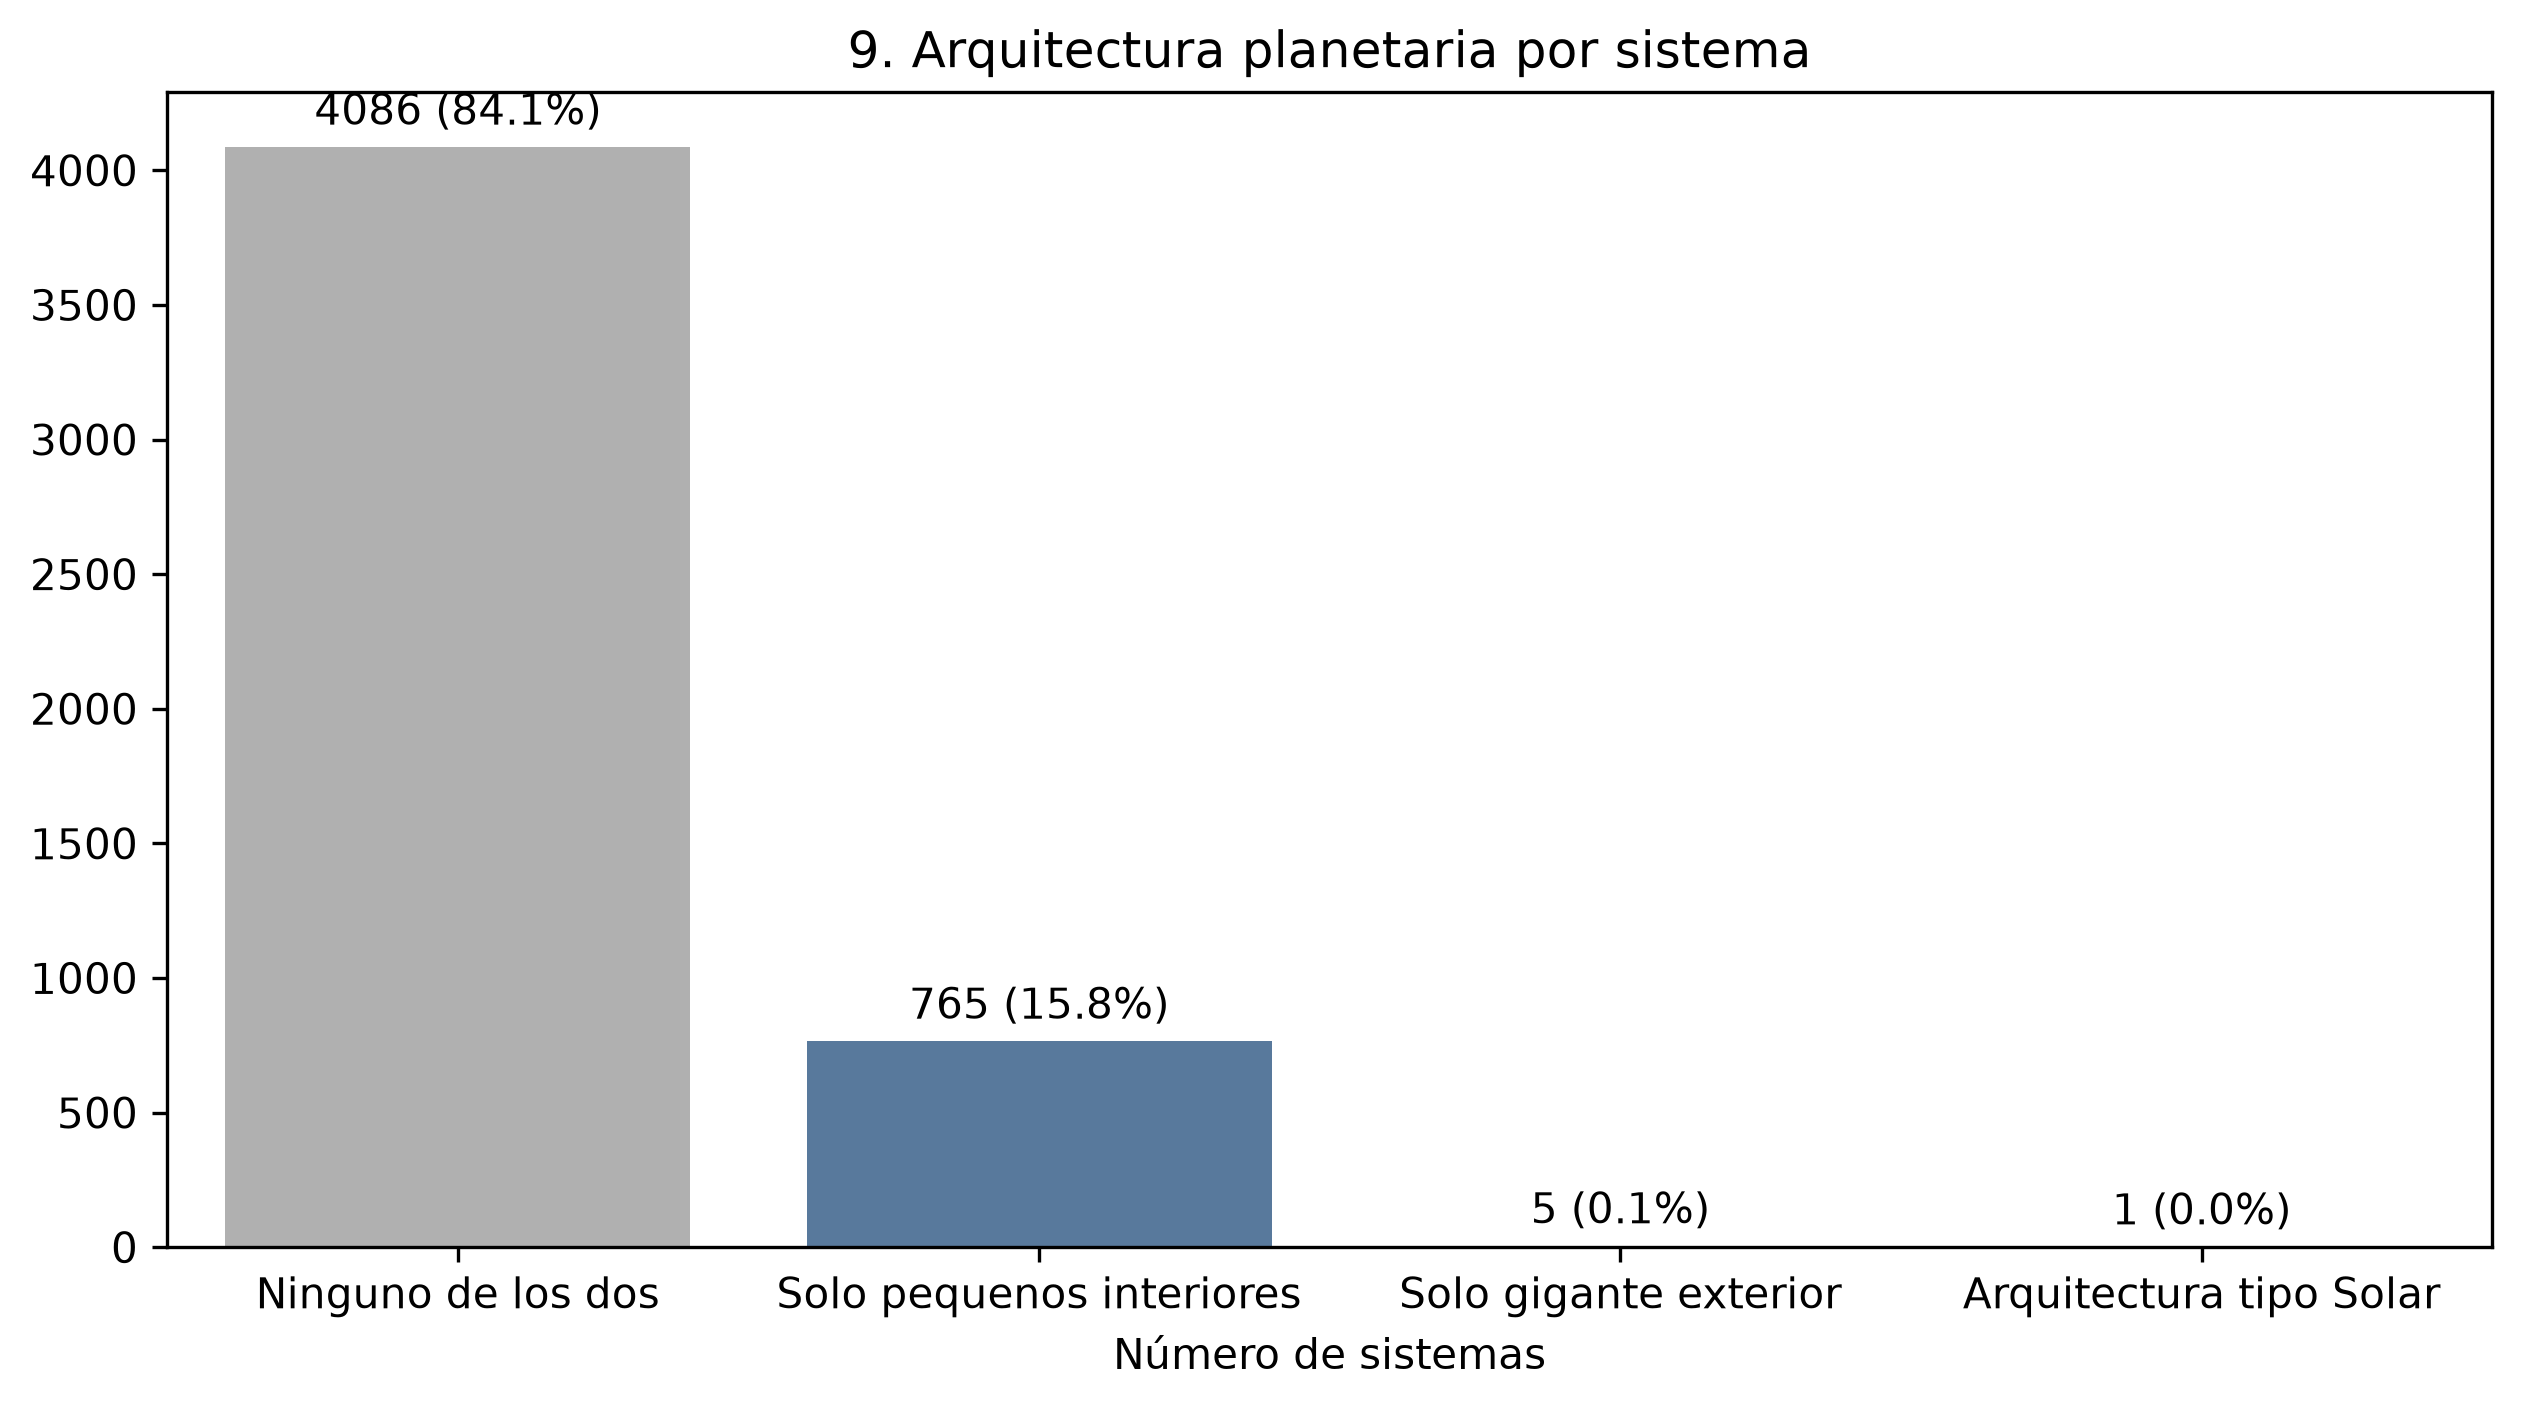 9. Arquitectura planetaria por sistema
4086 (84.1%)
4000
3500
3000
2500
2000
1500
1000
765 (15.8%)
500
5 (0.1%)
1 (0.0%)
0
Ninguno de los dos
Solo pequenos interiores
Solo gigante exterior
Arquitectura tipo Solar
Número de sistemas